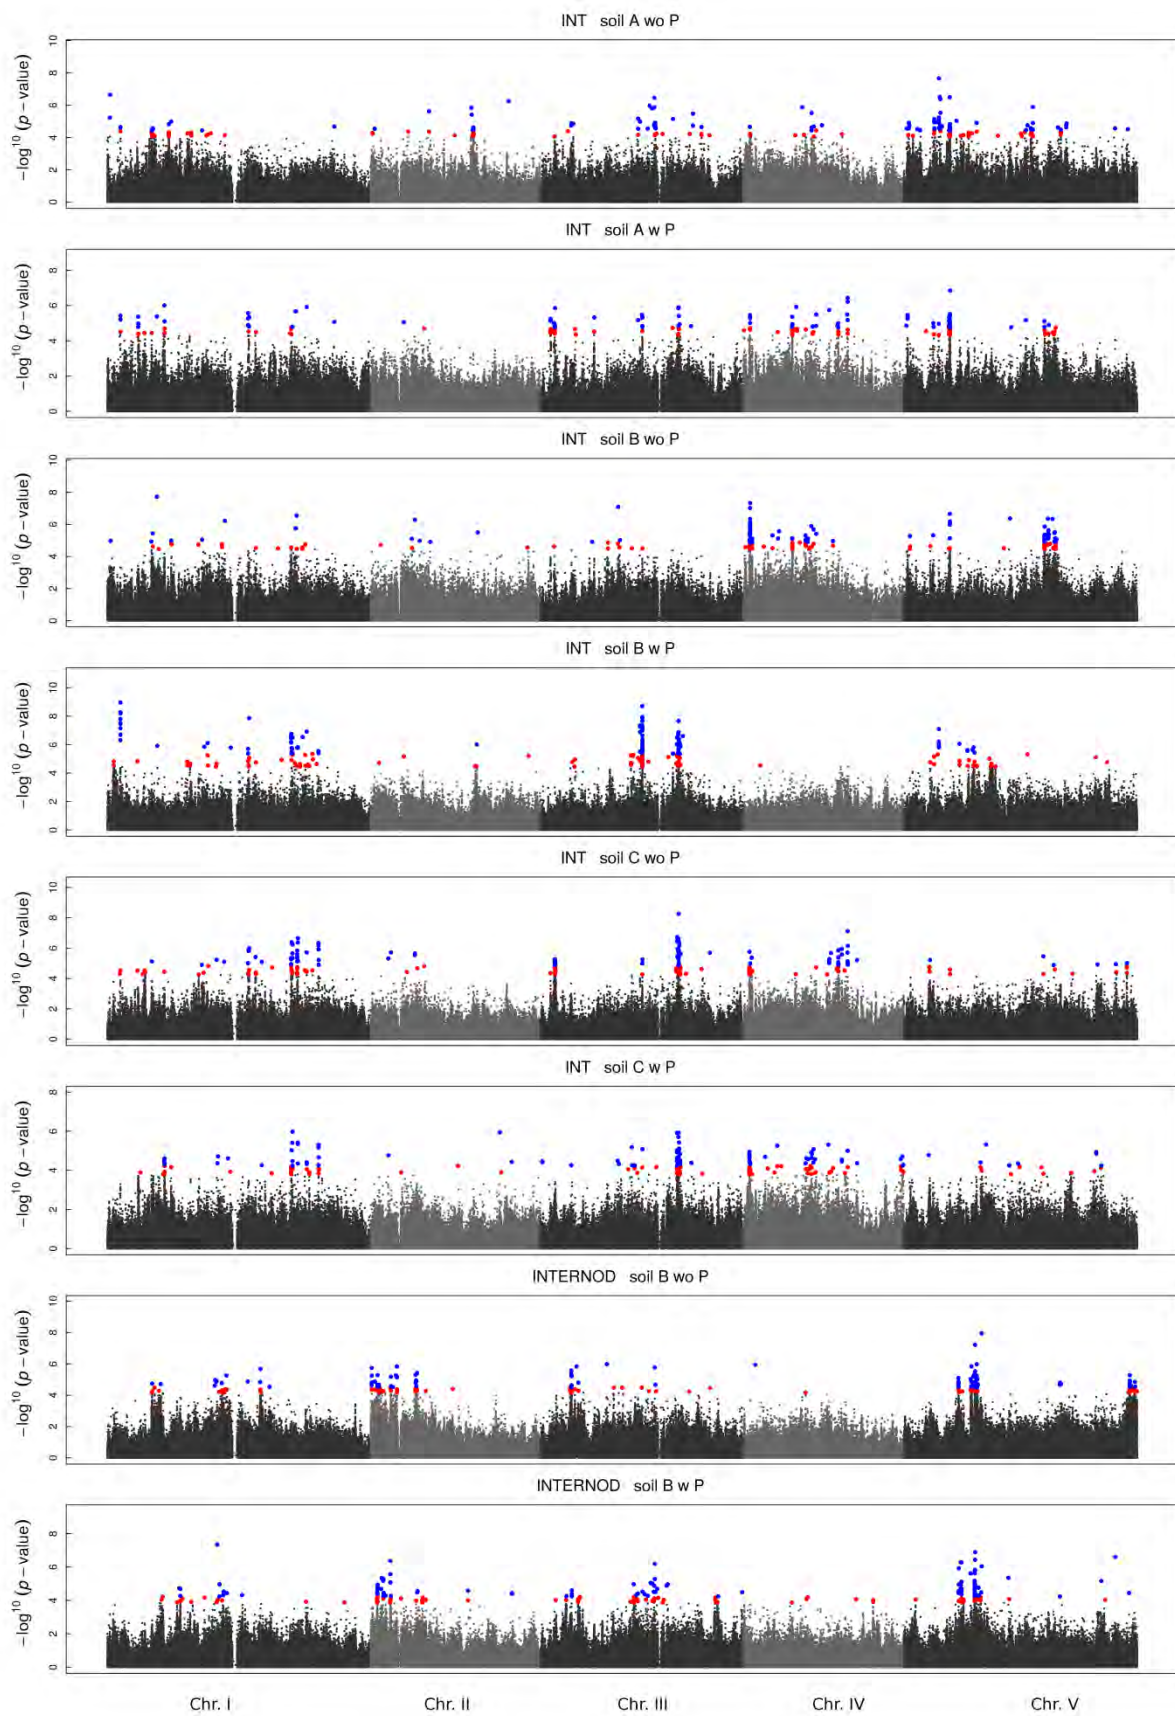 INT soil A wo P
−log¹⁰ (p − value)
10
8
6
4
2
0
INT soil A w P
−log¹⁰ (p − value)
8
6
4
2
0
INT soil B wo P
−log¹⁰ (p − value)
10
8
6
4
2
0
INT soil B w P
−log¹⁰ (p − value)
10
8
6
4
2
0
INT soil C wo P
−log¹⁰ (p − value)
10
8
6
4
2
0
INT soil C w P
−log¹⁰ (p − value)
8
6
4
2
0
INTERNOD soil B wo P
−log¹⁰ (p − value)
10
8
6
4
2
0
INTERNOD soil B w P
−log¹⁰ (p − value)
8
6
4
2
0
Chr. I Chr. II Chr. III Chr. IV Chr. V